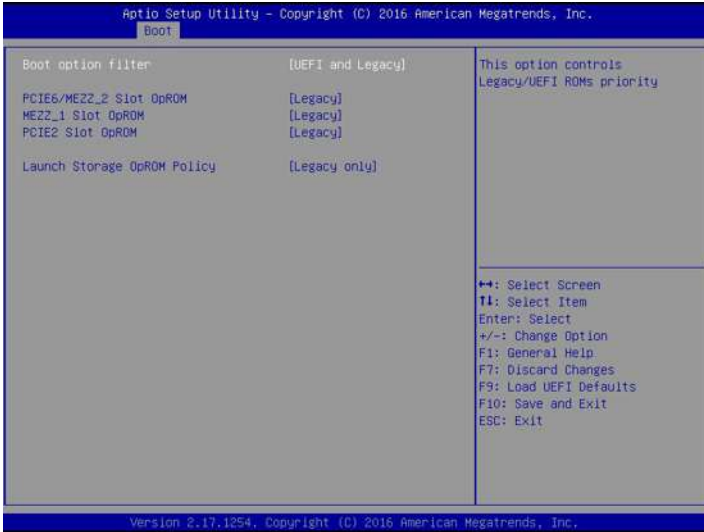 Aptio Setup Utility – Copyright (C) 2016 American Megatrends, Inc.
Boot
Boot option filter [UEFI and Legacy]
PCIE6/MEZZ_2 Slot OpROM [Legacy]
MEZZ_1 Slot OpROM [Legacy]
PCIE2 Slot OpROM [Legacy]
Launch Storage OpROM Policy [Legacy only]
This option controls
Legacy/UEFI ROMs priority
→←: Select Screen
↑↓: Select Item
Enter: Select
+/-: Change Option
F1: General Help
F7: Discard Changes
F9: Load UEFI Defaults
F10: Save and Exit
ESC: Exit
Version 2.17.1254. Copyright (C) 2016 American Megatrends, Inc.